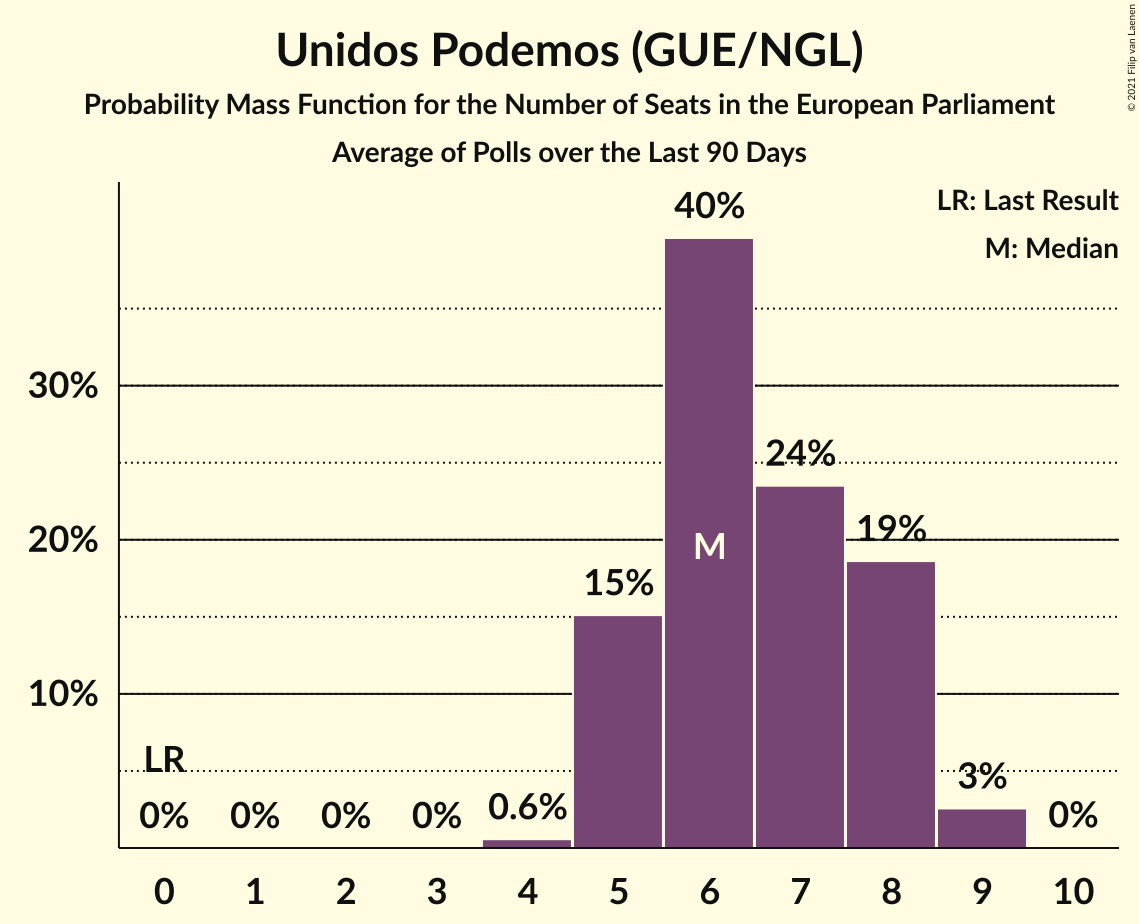 Unidos Podemos (GUE/NGL)
Probability Mass Function for the Number of Seats in the European Parliament
Average of Polls over the Last 90 Days
© 2021 Filip van Laenen
LR: Last Result
M: Median
40%
30%
24%
20%
19%
M
15%
10%
LR
3%
0% 0% 0% 0% 0.6% 0%
0 1 2 3 4 5 6 7 8 9 10